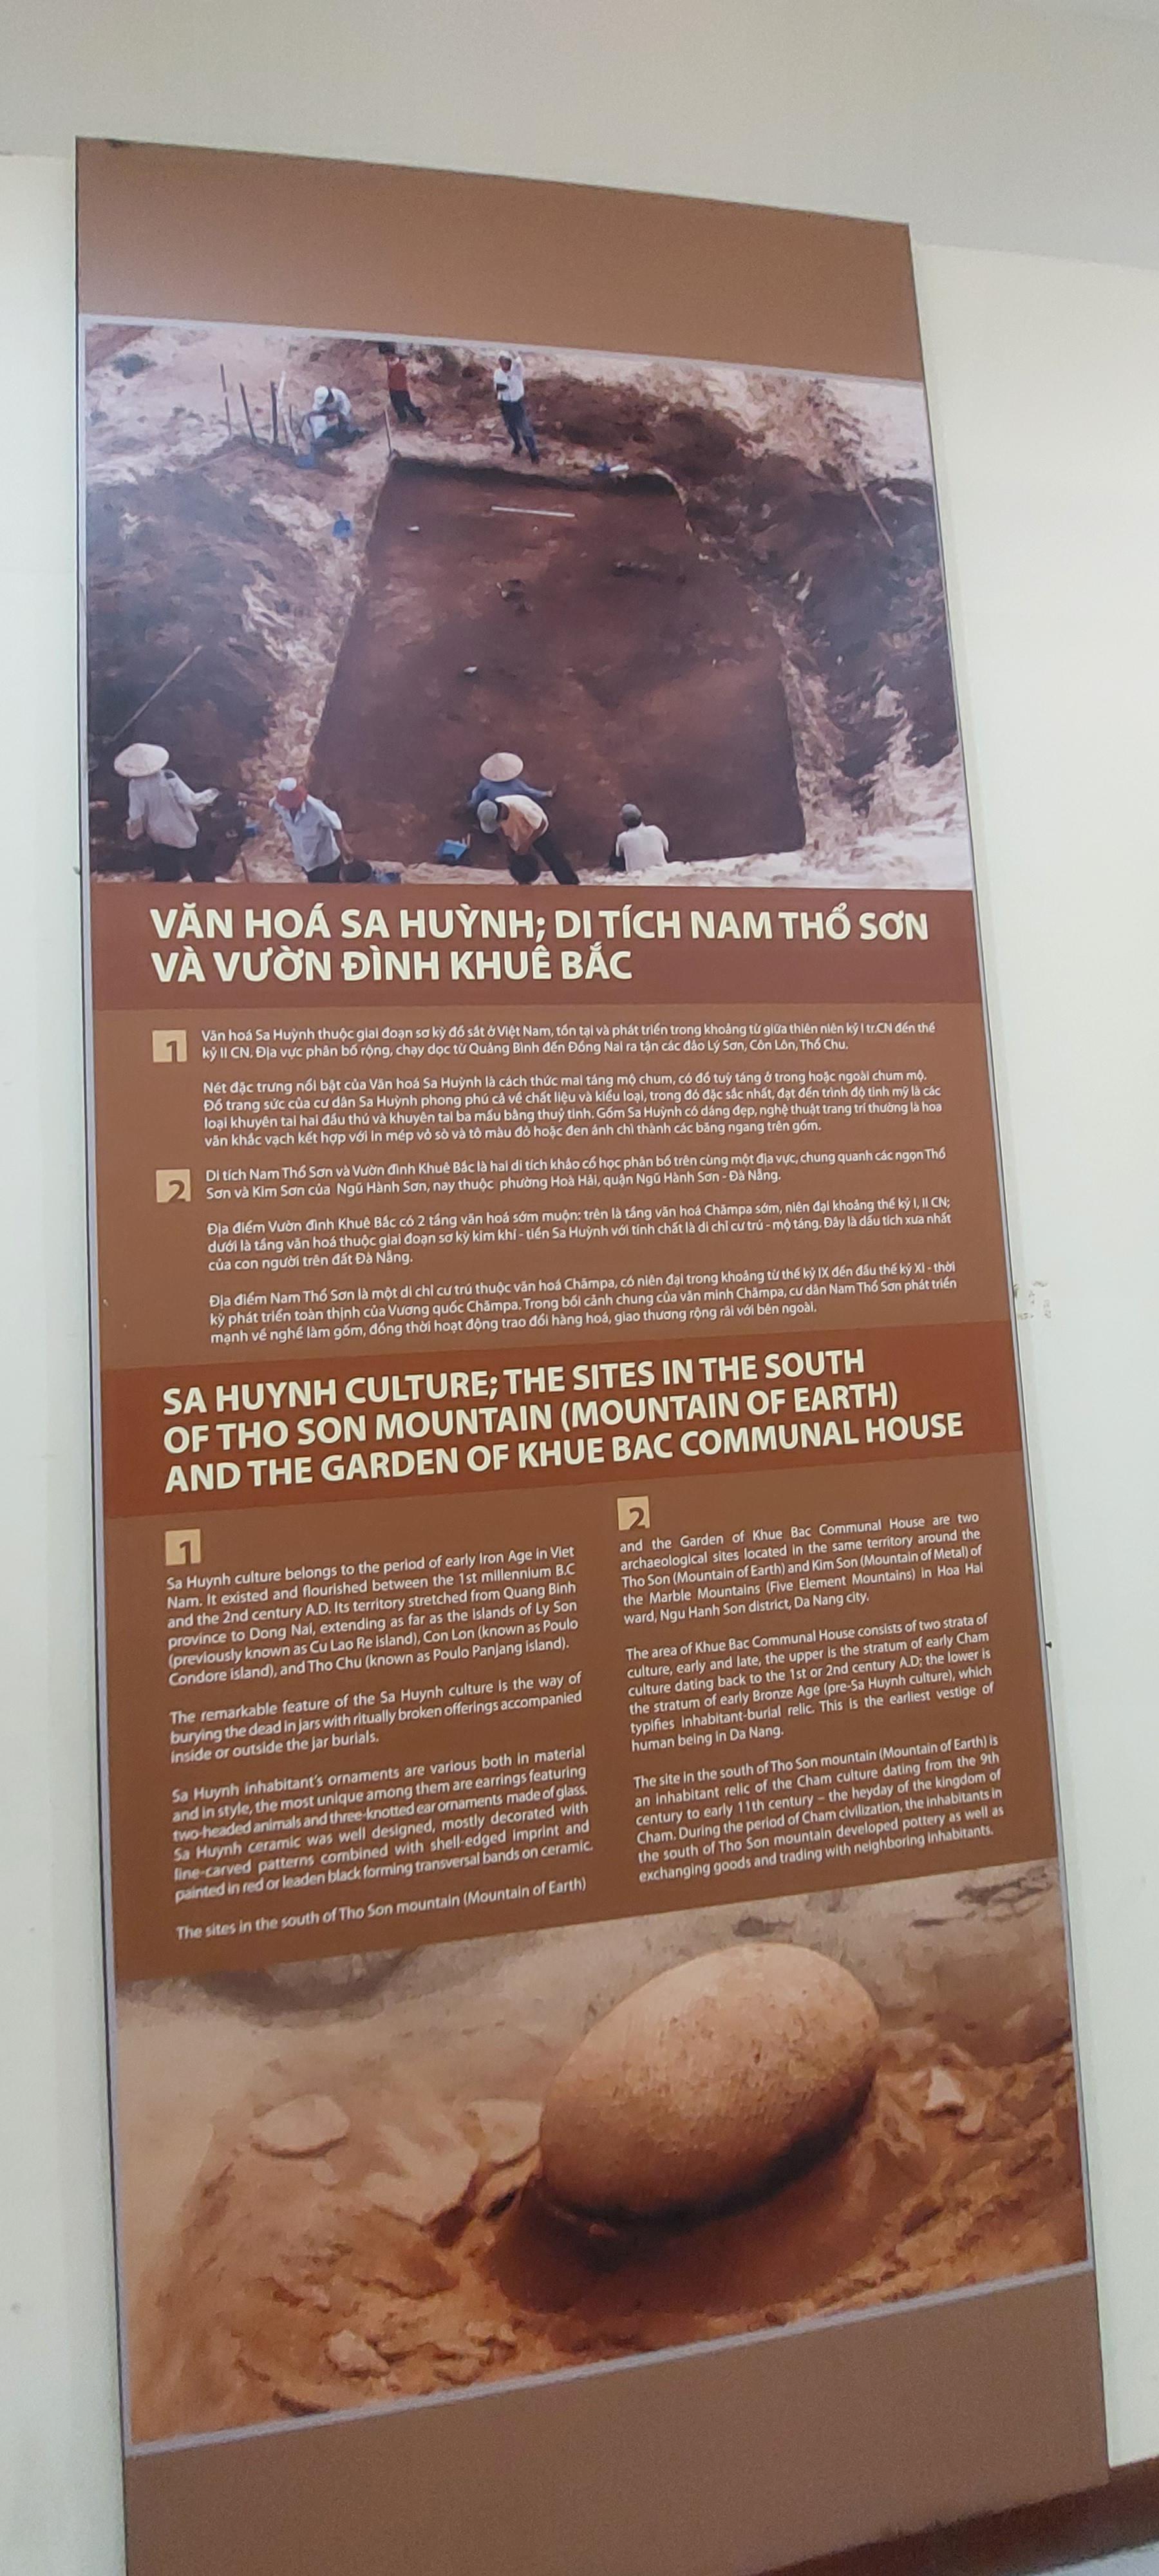 VĂN HOÁ SA HUỲNH; DI TÍCH NAM THỔ SƠN
VÀ VƯỜN ĐÌNH KHUÊ BẮC
1
Văn hoá Sa Huỳnh thuộc giai đoạn sơ kỳ đồ sắt ở Việt Nam, tồn tại và phát triển trong khoảng từ giữa thiên niên kỷ I tr.CN đến thế
kỷ II CN. Địa vực phân bố rộng, chạy dọc từ Quảng Bình đến Đồng Nai ra tận các đảo Lý Sơn, Côn Lôn, Thổ Chu.
Nét đặc trưng nổi bật của Văn hoá Sa Huỳnh là cách thức mai táng mộ chum, có đồ tuỳ táng ở trong hoặc ngoài chum mộ.
Đồ trang sức của cư dân Sa Huỳnh phong phú cả về chất liệu và kiểu loại, trong đó đặc sắc nhất, đạt đến trình độ tinh mỹ là các
loại khuyên tai hai đầu thú và khuyên tai ba mấu bằng thuỷ tinh. Gốm Sa Huỳnh có dáng đẹp, nghệ thuật trang trí thường là hoa
văn khắc vạch kết hợp với in mép vỏ sò và tô màu đỏ hoặc đen ánh chì thành các băng ngang trên gốm.
2
Di tích Nam Thổ Sơn và Vườn đình Khuê Bắc là hai di tích khảo cổ học phân bố trên cùng một địa vực, chung quanh các ngọn Thổ
Sơn và Kim Sơn của Ngũ Hành Sơn, nay thuộc phường Hoà Hải, quận Ngũ Hành Sơn - Đà Nẵng.
Địa điểm Vườn đình Khuê Bắc có 2 tầng văn hoá sớm muộn: trên là tầng văn hoá Chămpa sớm, niên đại khoảng thế kỷ I, II CN;
dưới là tầng văn hoá thuộc giai đoạn sơ kỳ kim khí - tiền Sa Huỳnh với tính chất là di chỉ cư trú - mộ táng. Đây là dấu tích xưa nhất
của con người trên đất Đà Nẵng.
Địa điểm Nam Thổ Sơn là một di chỉ cư trú thuộc văn hoá Chămpa, có niên đại trong khoảng từ thế kỷ IX đến đầu thế kỷ XI - thời
kỳ phát triển toàn thịnh của Vương quốc Chămpa. Trong bối cảnh chung của văn minh Chămpa, cư dân Nam Thổ Sơn phát triển
mạnh về nghề làm gốm, đồng thời hoạt động trao đổi hàng hoá, giao thương rộng rãi với bên ngoài.
SA HUYNH CULTURE; THE SITES IN THE SOUTH
OF THO SON MOUNTAIN (MOUNTAIN OF EARTH)
AND THE GARDEN OF KHUE BAC COMMUNAL HOUSE
1
Sa Huynh culture belongs to the period of early Iron Age in Viet
Nam. It existed and flourished between the 1st millennium B.C
and the 2nd century A.D. Its territory stretched from Quang Binh
province to Dong Nai, extending as far as the islands of Ly Son
(previously known as Cu Lao Re island), Con Lon (known as Poulo
Condore island), and Tho Chu (known as Poulo Panjang island).
The remarkable feature of the Sa Huynh culture is the way of
burying the dead in jars with ritually broken offerings accompanied
inside or outside the jar burials.
Sa Huynh inhabitant's ornaments are various both in material
and in style, the most unique among them are earrings featuring
two-headed animals and three-knotted ear ornaments made of glass.
Sa Huynh ceramic was well designed, mostly decorated with
line-carved patterns combined with shell-edged imprint and
painted in red or leaden black forming transversal bands on ceramic.
The sites in the south of Tho Son mountain (Mountain of Earth)
2
and the Garden of Khue Bac Communal House are two
archaeological sites located in the same territory around the
Tho Son (Mountain of Earth) and Kim Son (Mountain of Metal) of
the Marble Mountains (Five Element Mountains) in Hoa Hai
ward, Ngu Hanh Son district, Da Nang city.
The area of Khue Bac Communal House consists of two strata of
culture, early and late, the upper is the stratum of early Cham
culture dating back to the 1st or 2nd century A.D; the lower is
the stratum of early Bronze Age (pre-Sa Huynh culture), which
typifies inhabitant-burial relic. This is the earliest vestige of
human being in Da Nang.
The site in the south of Tho Son mountain (Mountain of Earth) is
an inhabitant relic of the Cham culture dating from the 9th
century to early 11th century – the heyday of the kingdom of
Cham. During the period of Cham civilization, the inhabitants in
the south of Tho Son mountain developed pottery as well as
exchanging goods and trading with neighboring inhabitants.